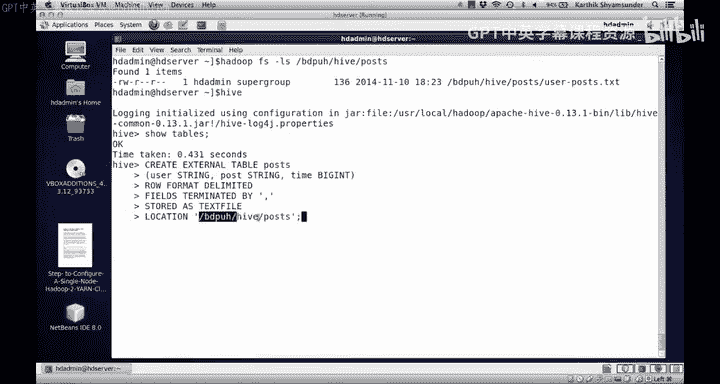 VirtualBox VM Machine View Devices Help
Karthik Shyamsunder
hdserver [Running]
Applications Places System
hdadmin
GPT中英字幕课程资源
bilibili
hdadmin@hdserver:~
File Edit View Search Terminal Help
hdadmin@hdserver ~]$hadoop fs -ls /bdpuh/hive/posts
Found 1 items
-rw-r--r-- 1 hdadmin supergroup 136 2014-11-10 18:23 /bdpuh/hive/posts/user-posts.txt
hdadmin@hdserver ~]$hive
Logging initialized using configuration in jar:file:/usr/local/hadoop/apache-hive-0.13.1-bin/lib/hive
-common-0.13.1.jar!/hive-log4j.properties
hive> show tables;
OK
Time taken: 0.431 seconds
hive> CREATE EXTERNAL TABLE posts
> (user STRING, post STRING, time BIGINT)
> ROW FORMAT DELIMITED
> FIELDS TERMINATED BY ','
> STORED AS TEXTFILE
> LOCATION '/bdpuh/hive/posts';
Computer
hdadmin's Home
Trash
VBOXADDITIONS_4.
3.12_93733
Step- to-Configure-
A-Single-Node-
Hadoop-2-YARN-Cl...
NetBeans IDE 8.0
hdadmin@hdserver:~
Left ⌘